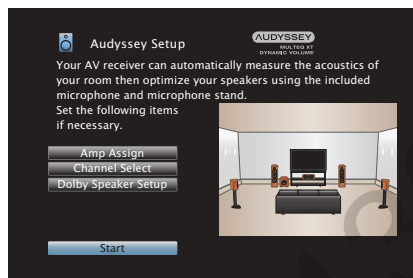 Audyssey Setup
AUDYSSEY
MULTEQ XT
DYNAMIC VOLUME
Your AV receiver can automatically measure the acoustics of
your room then optimize your speakers using the included
microphone and microphone stand.
Set the following items
if necessary.
Amp Assign
Channel Select
Dolby Speaker Setup
Start